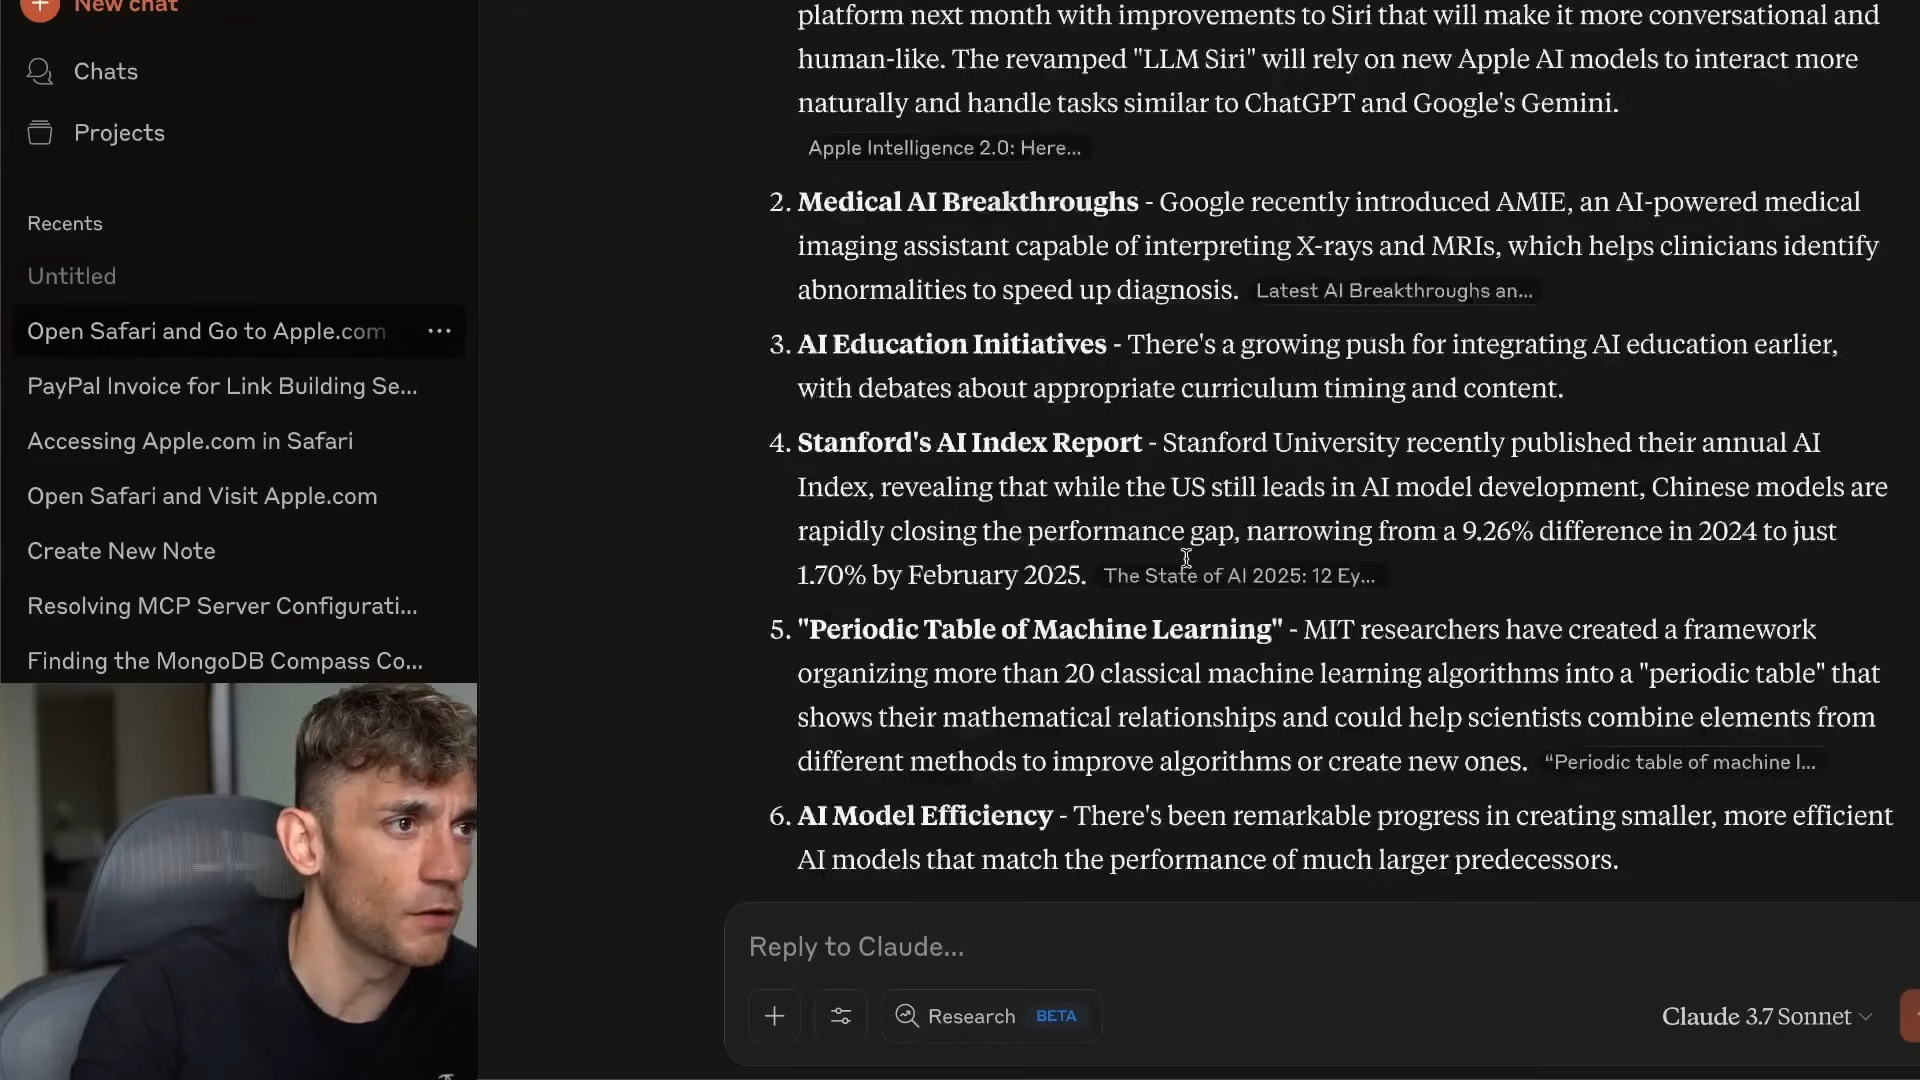 New chat
Chats
Projects
Recents
Untitled
Open Safari and Go to Apple.com
PayPal Invoice for Link Building Se...
Accessing Apple.com in Safari
Open Safari and Visit Apple.com
Create New Note
Resolving MCP Server Configurati...
Finding the MongoDB Compass Co...
platform next month with improvements to Siri that will make it more conversational and
human-like. The revamped "LLM Siri" will rely on new Apple AI models to interact more
naturally and handle tasks similar to ChatGPT and Google's Gemini.
Apple Intelligence 2.0: Here...
2. Medical AI Breakthroughs - Google recently introduced AMIE, an AI-powered medical
imaging assistant capable of interpreting X-rays and MRIs, which helps clinicians identify
abnormalities to speed up diagnosis. Latest AI Breakthroughs an...
3. AI Education Initiatives - There's a growing push for integrating AI education earlier,
with debates about appropriate curriculum timing and content.
4. Stanford's AI Index Report - Stanford University recently published their annual AI
Index, revealing that while the US still leads in AI model development, Chinese models are
rapidly closing the performance gap, narrowing from a 9.26% difference in 2024 to just
1.70% by February 2025. The State of AI 2025: 12 Ey...
5. "Periodic Table of Machine Learning" - MIT researchers have created a framework
organizing more than 20 classical machine learning algorithms into a "periodic table" that
shows their mathematical relationships and could help scientists combine elements from
different methods to improve algorithms or create new ones. “Periodic table of machine l...
6. AI Model Efficiency - There's been remarkable progress in creating smaller, more efficient
AI models that match the performance of much larger predecessors.
Reply to Claude...
Research BETA
Claude 3.7 Sonnet